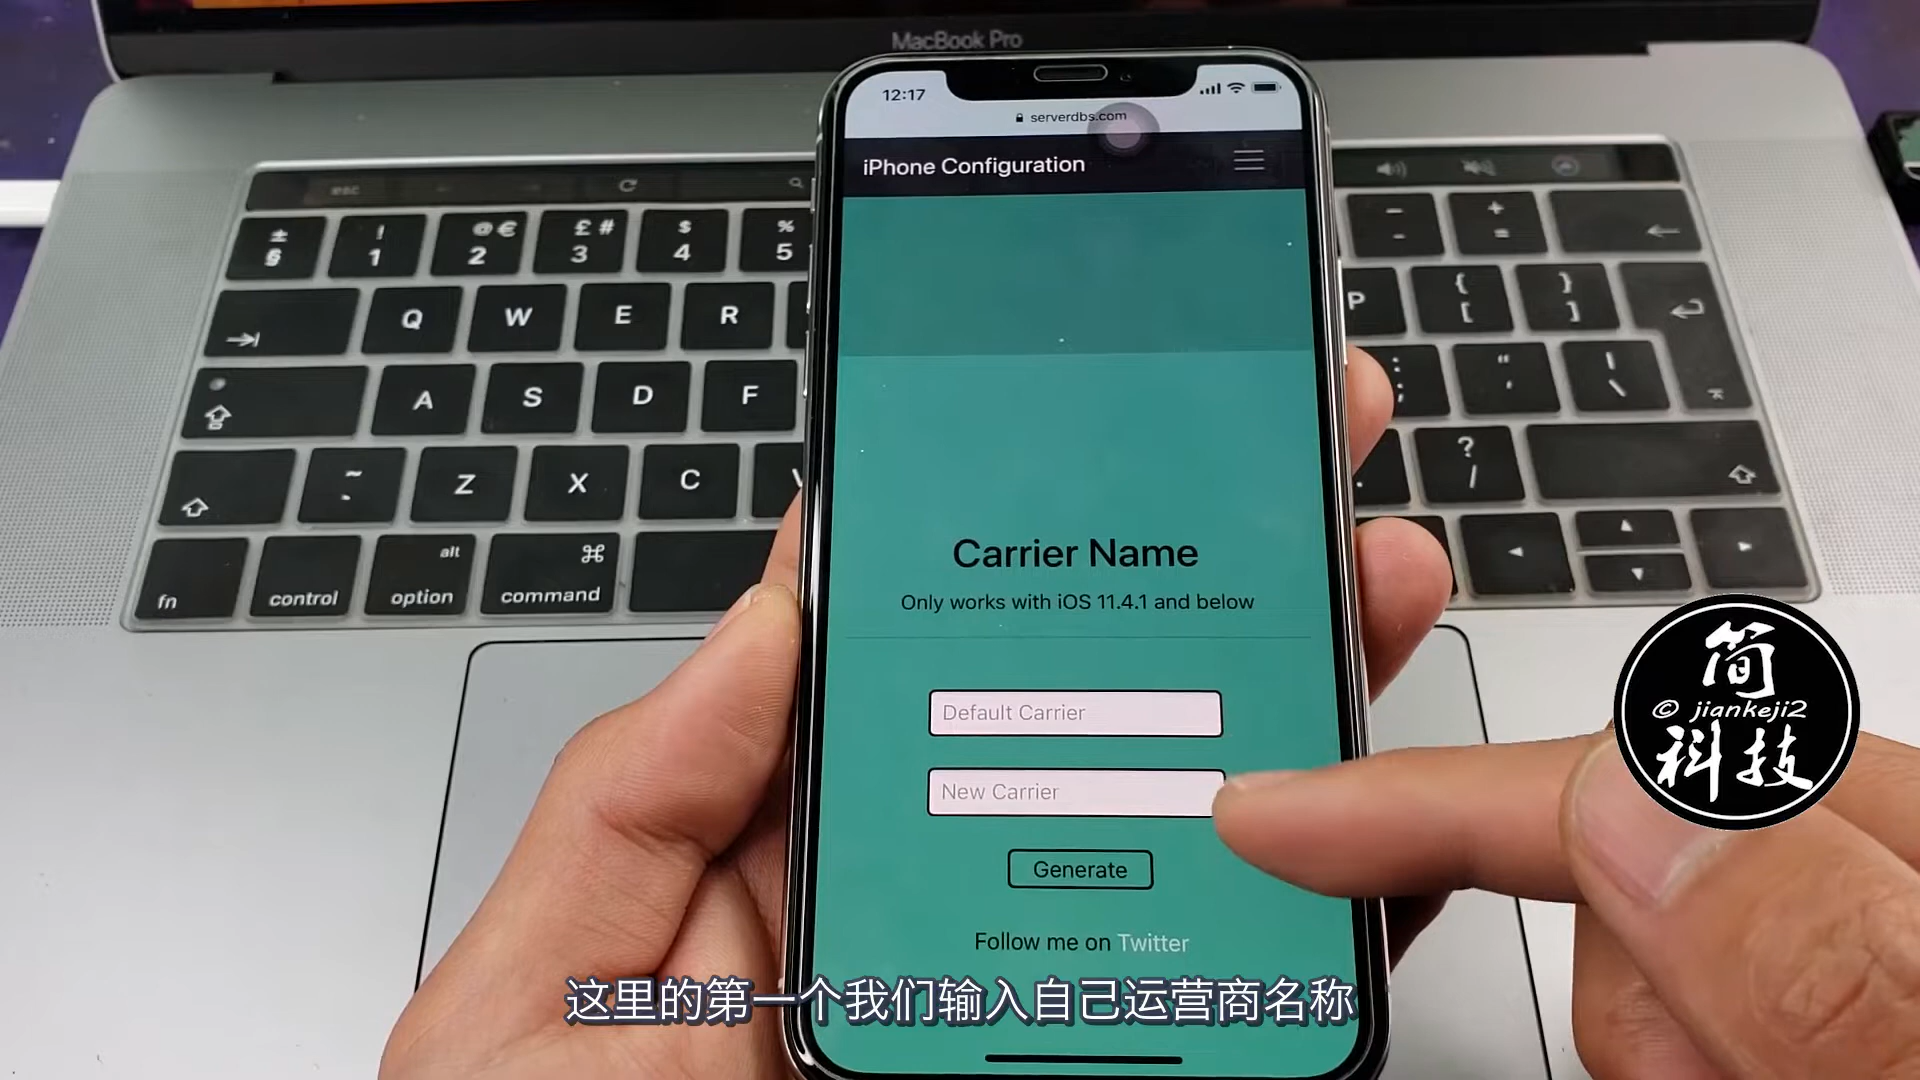 MacBook Pro
12:17
serverdbs.com
iPhone Configuration
esc
± ! @ € £ # $ %
§ 1 2 3 4 5
- +
- =
Q W E R
P { }
[ ]
A S D F
: "
; ' \
~ Z X C
? /
fn control alt option ⌘ command
Carrier Name
Only works with iOS 11.4.1 and below
Default Carrier
New Carrier
Generate
Follow me on Twitter
简
© jiankeji2
科技
这里的第一个我们输入自己运营商名称